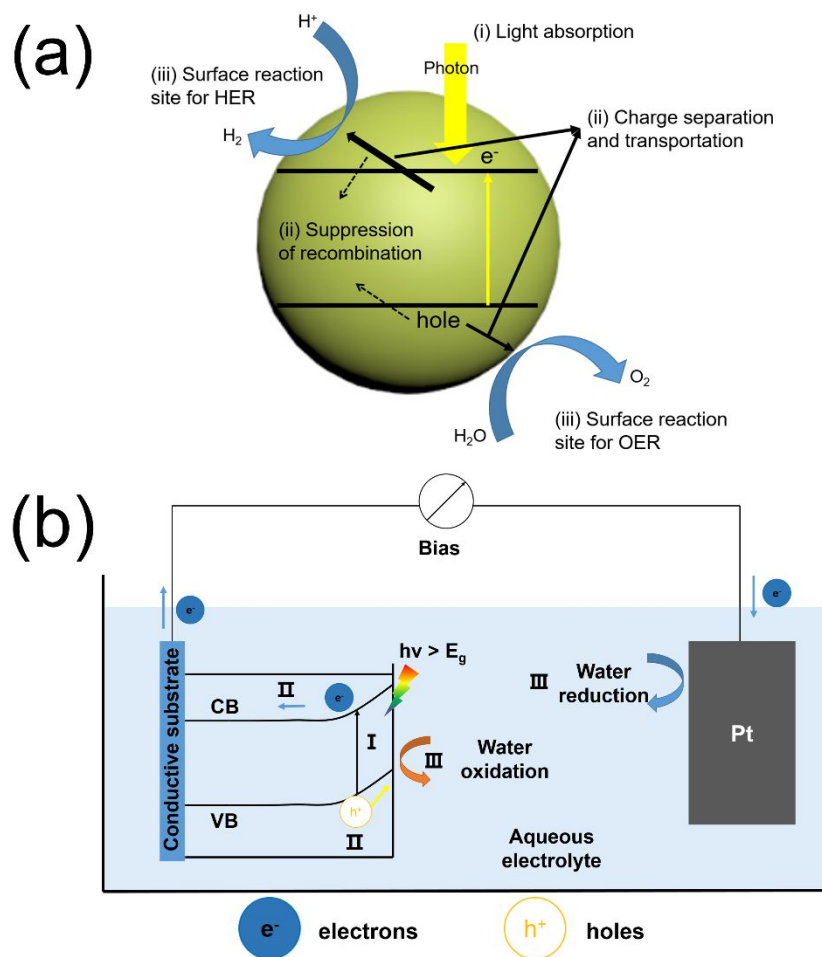 (a)
H⁺
(i) Light absorption
Photon
(iii) Surface reaction
site for HER
H₂
(ii) Charge separation
and transportation
e⁻
(ii) Suppression
of recombination
hole
O₂
H₂O
(iii) Surface reaction
site for OER
(b)
Bias
e⁻
e⁻
hv > E_g
Conductive substrate
CB
II
e⁻
I
III
Water
oxidation
VB
h⁺
II
III
Water
reduction
Pt
Aqueous
electrolyte
e⁻ electrons
h⁺ holes